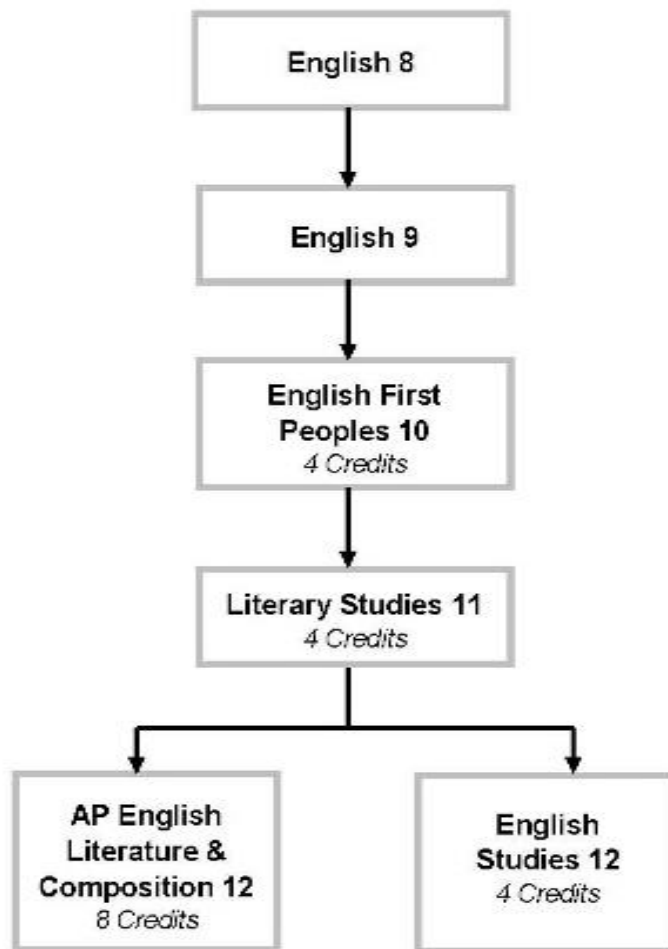 English 8
English 9
English First
Peoples 10
4 Credits
Literary Studies 11
4 Credits
AP English
Literature &
Composition 12
8 Credits
English
Studies 12
4 Credits